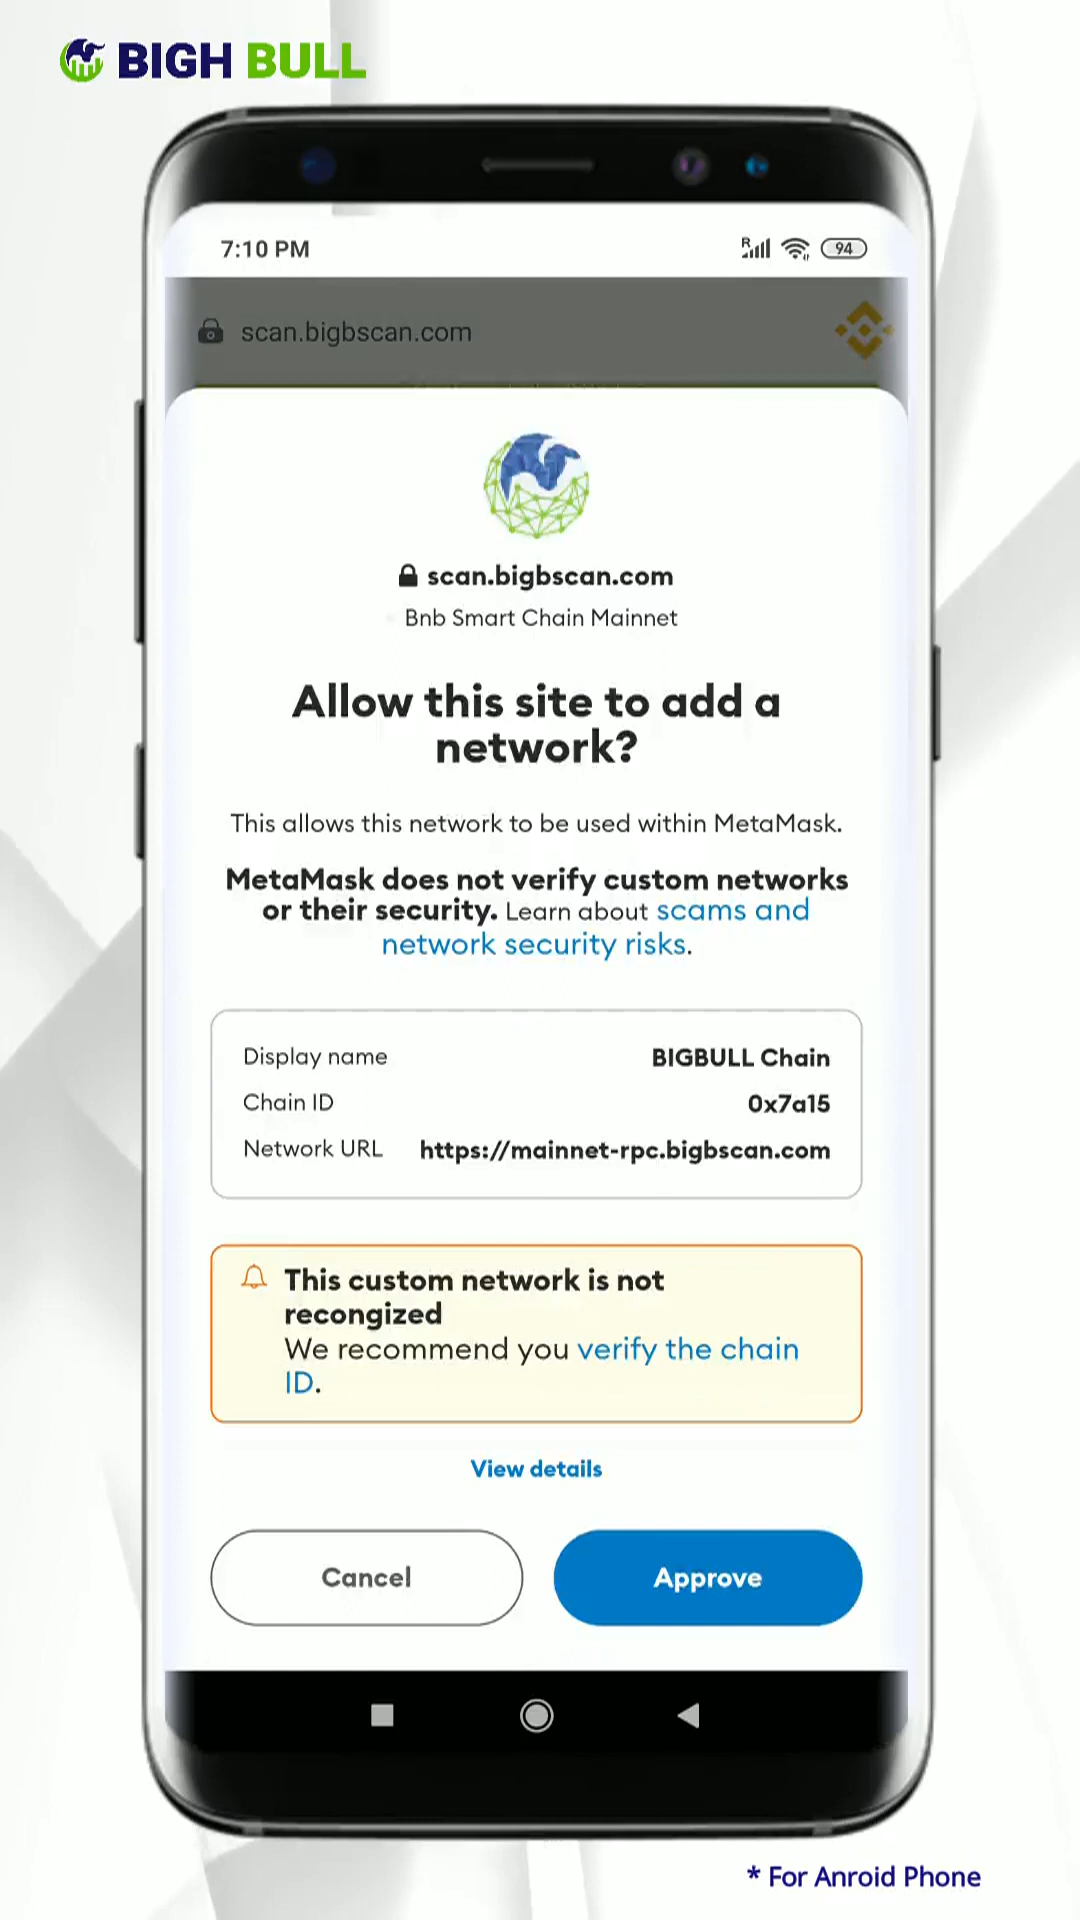 BIGH BULL
7:10 PM
R 94
scan.bigbscan.com
scan.bigbscan.com
Bnb Smart Chain Mainnet
Allow this site to add a
network?
This allows this network to be used within MetaMask.
MetaMask does not verify custom networks
or their security. Learn about scams and
network security risks.
Display name BIGBULL Chain
Chain ID 0x7a15
Network URL https://mainnet-rpc.bigbscan.com
This custom network is not
recongized
We recommend you verify the chain
ID.
View details
Cancel Approve
* For Anroid Phone